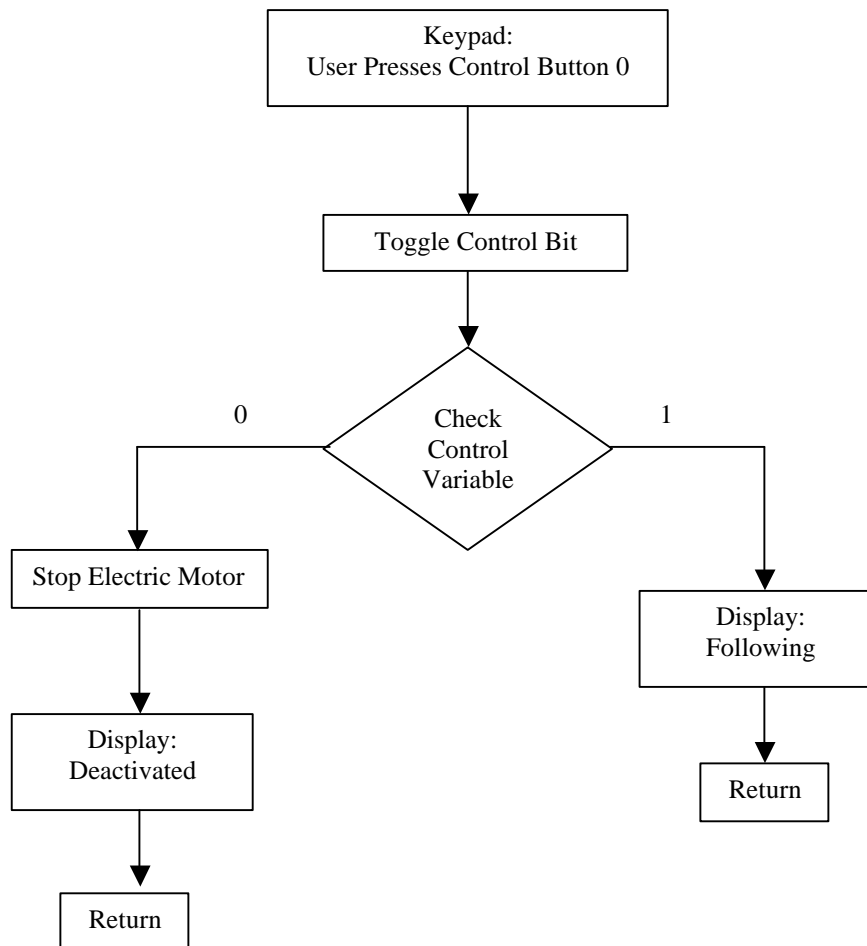 Keypad:
User Presses Control Button 0
Toggle Control Bit
0
1
Check
Control
Variable
Stop Electric Motor
Display:
Following
Display:
Deactivated
Return
Return